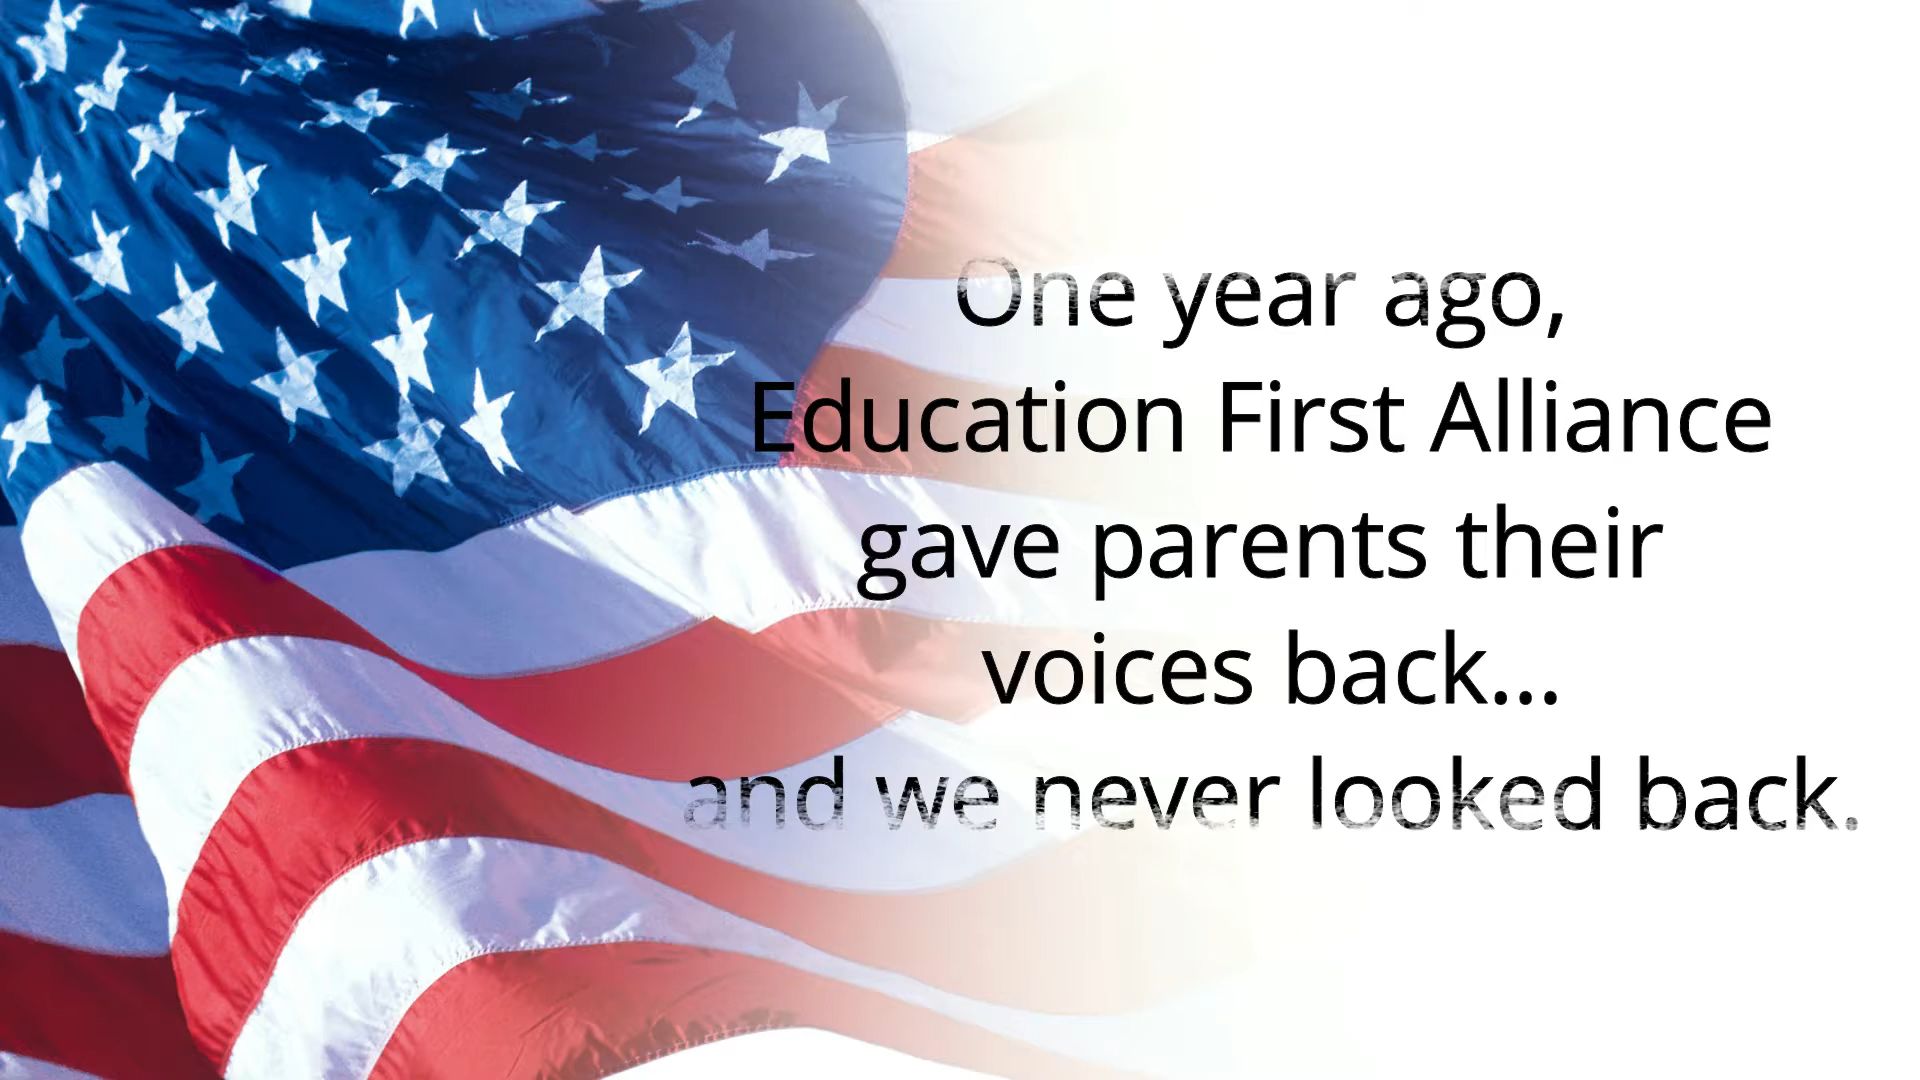 One year ago,
Education First Alliance
gave parents their
voices back...
and we never looked back.